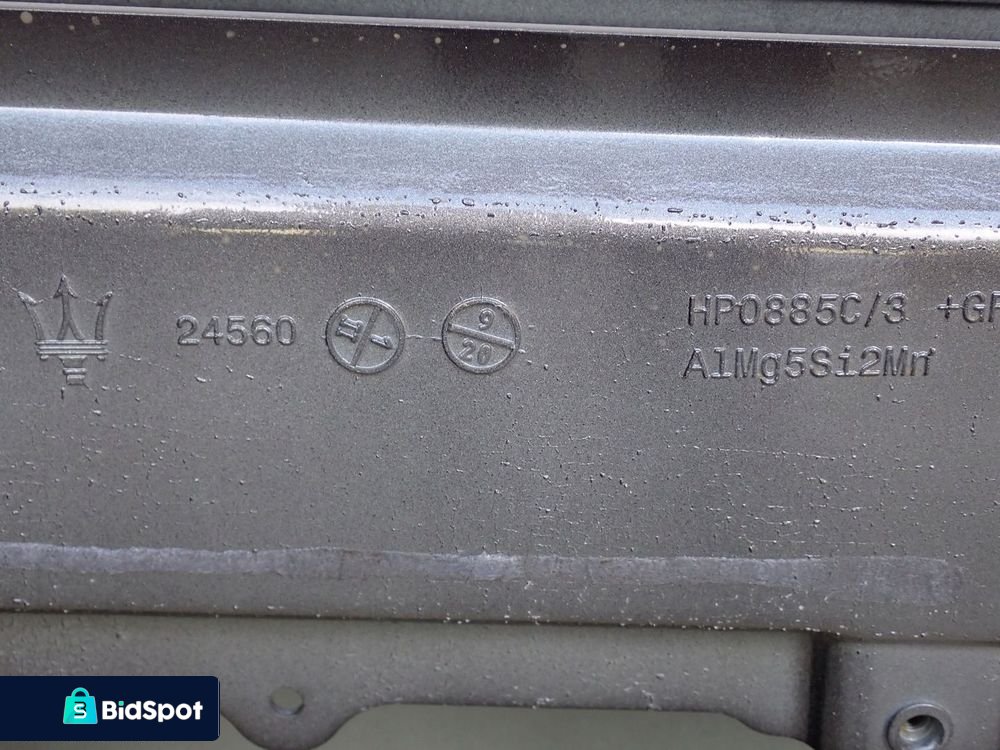 24560
9
20
HP0885C/3 +GF
AlMg5Si2Mn
BidSpot